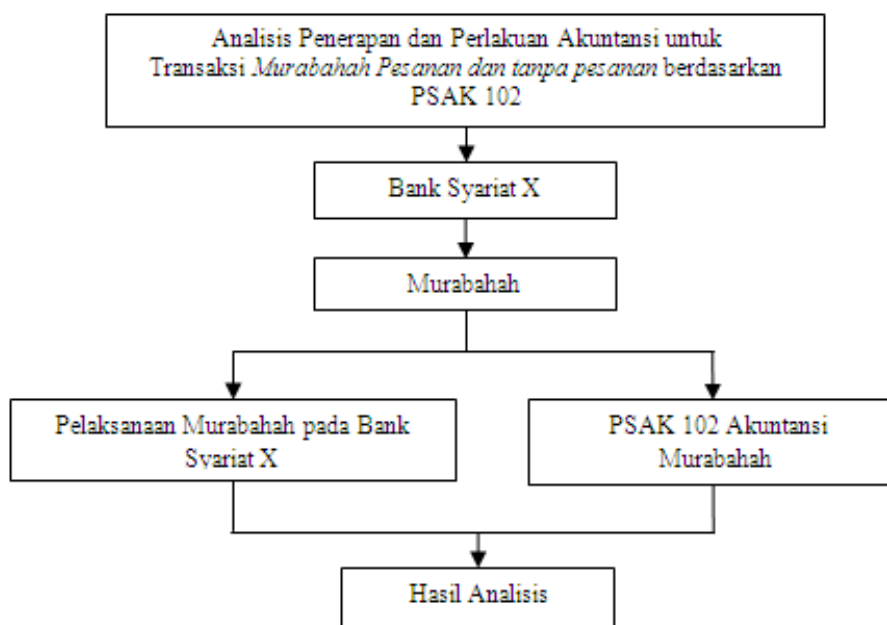 Analisis Penerapan dan Perlakuan Akuntansi untuk
Transaksi Murabahah Pesanan dan tanpa pesanan berdasarkan
PSAK 102
Bank Syariat X
Murabahah
Pelaksanaan Murabahah pada Bank
Syariat X
PSAK 102 Akuntansi
Murabahah
Hasil Analisis